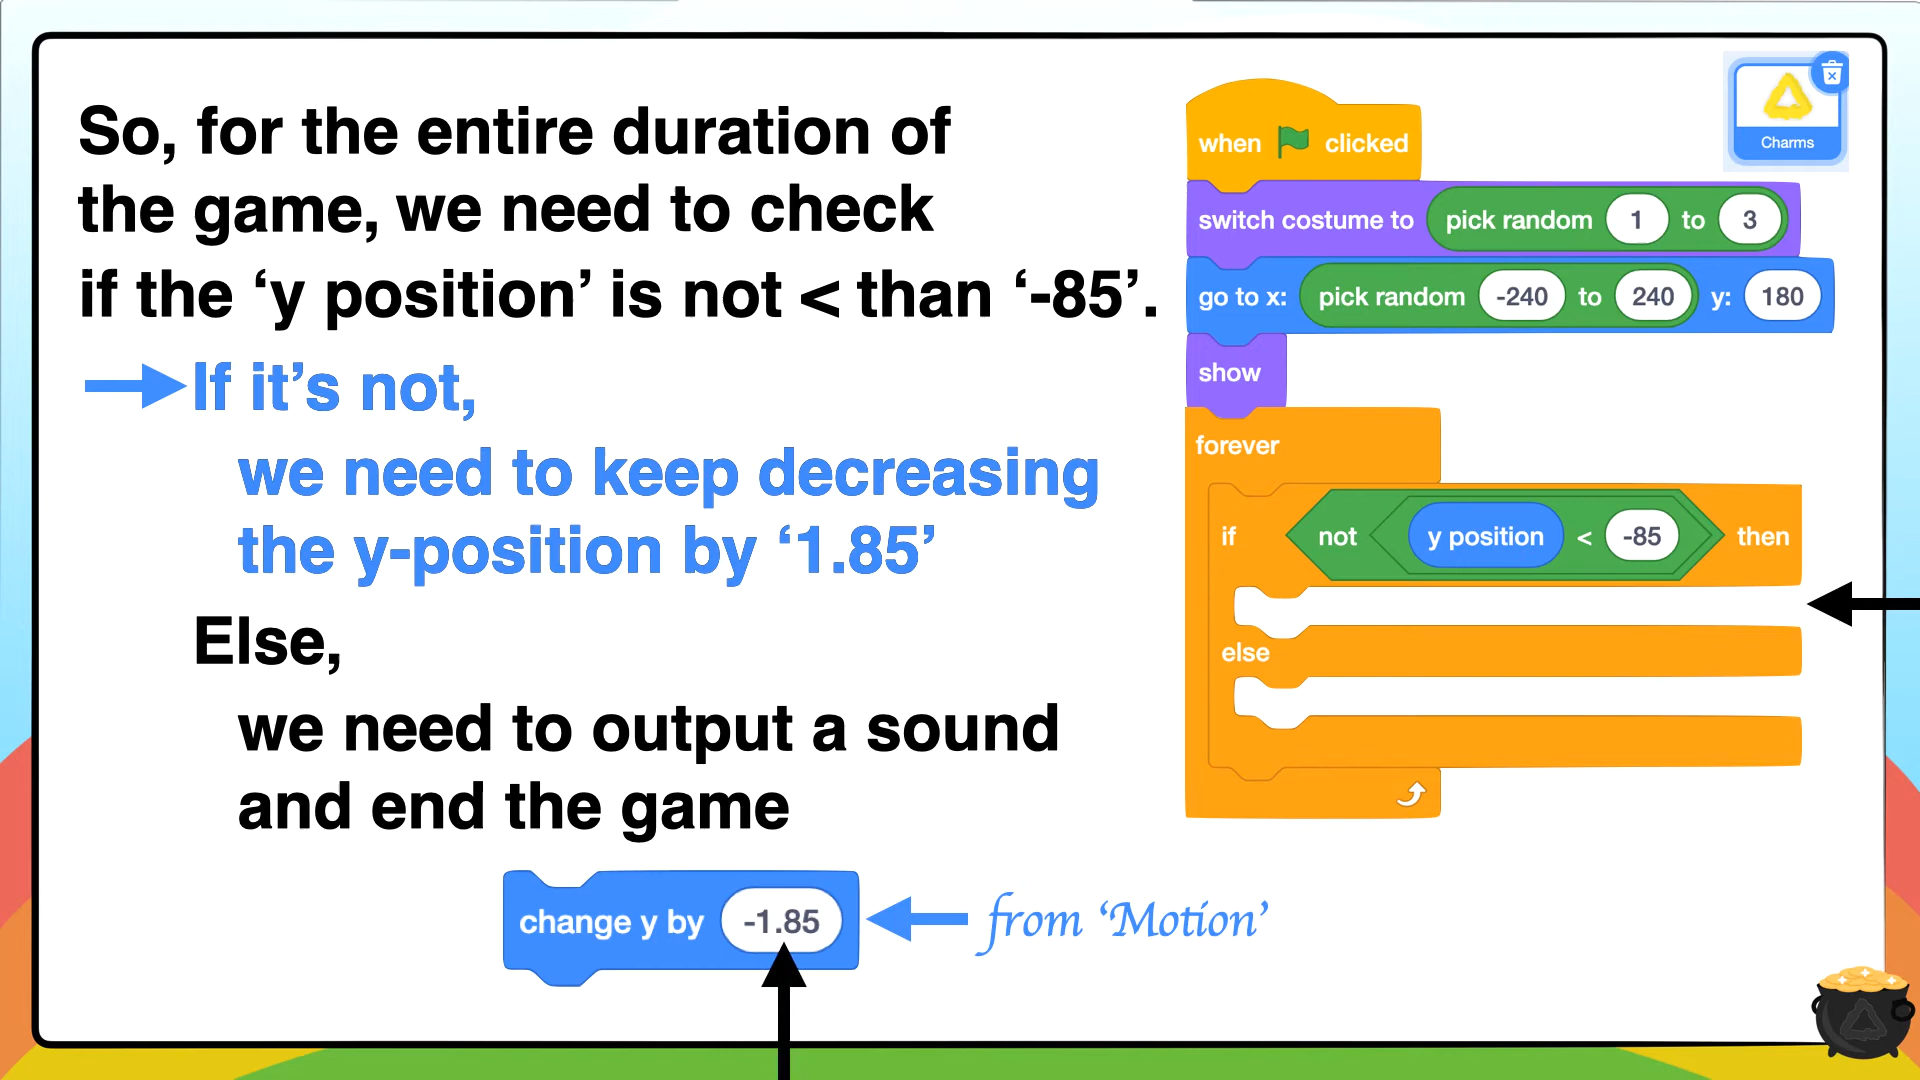 So, for the entire duration of
the game, we need to check
if the ‘y position’ is not < than ‘-85’.
If it’s not,
we need to keep decreasing
the y-position by ‘1.85’
Else,
we need to output a sound
and end the game
change y by -1.85
from ‘Motion’
Charms
when clicked
switch costume to pick random 1 to 3
go to x: pick random -240 to 240 y: 180
show
forever
if not y position < -85 then
else